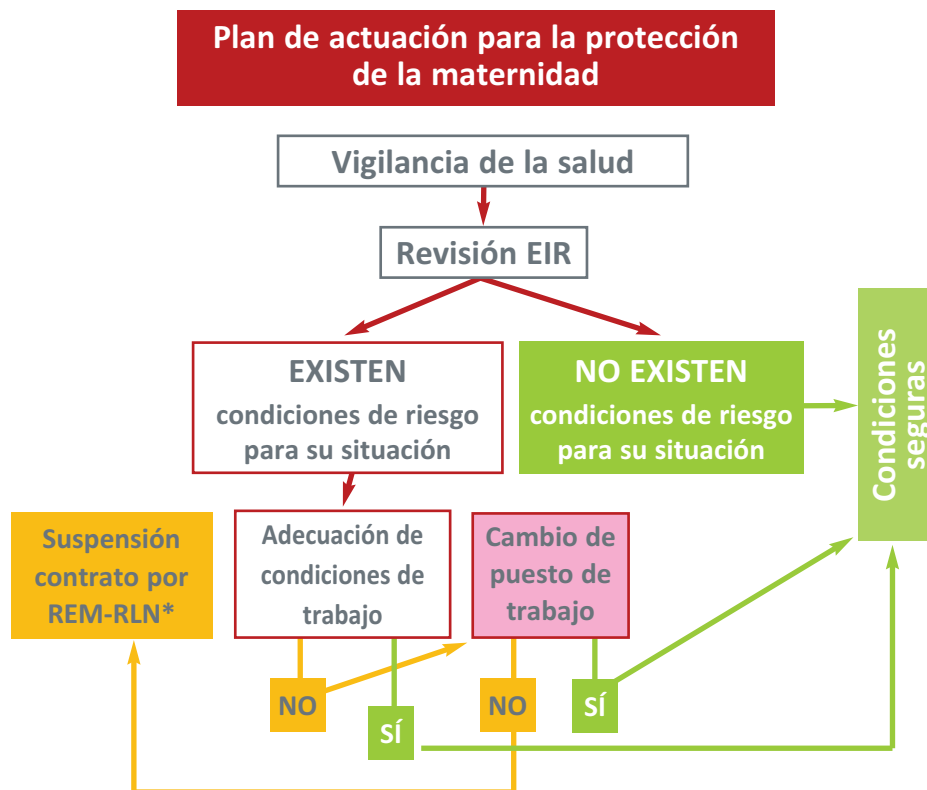 Plan de actuación para la protección
de la maternidad
Vigilancia de la salud
Revisión EIR
EXISTEN
condiciones de riesgo
para su situación
NO EXISTEN
condiciones de riesgo
para su situación
Condiciones
seguras
Suspensión
contrato por
REM-RLN*
Adecuación de
condiciones de
trabajo
Cambio de
puesto de
trabajo
NO
SÍ
NO
SÍ